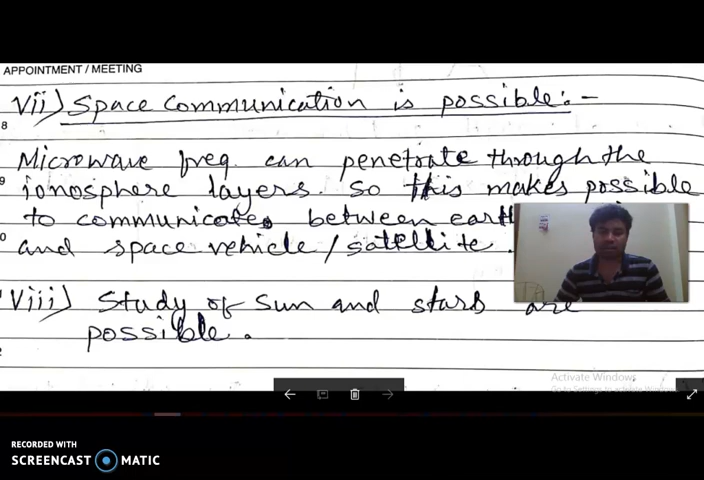 APPOINTMENT / MEETING
vii) Space Communication is possible:-
8
Microwave freq. can penetrate through the
9
ionosphere layers. So this makes possible
to communicate between earth
0
and space vehicle/satellite.
viii) Study of Sun and stars are
possible.
Activate Windows
RECORDED WITH
SCREENCAST MATIC